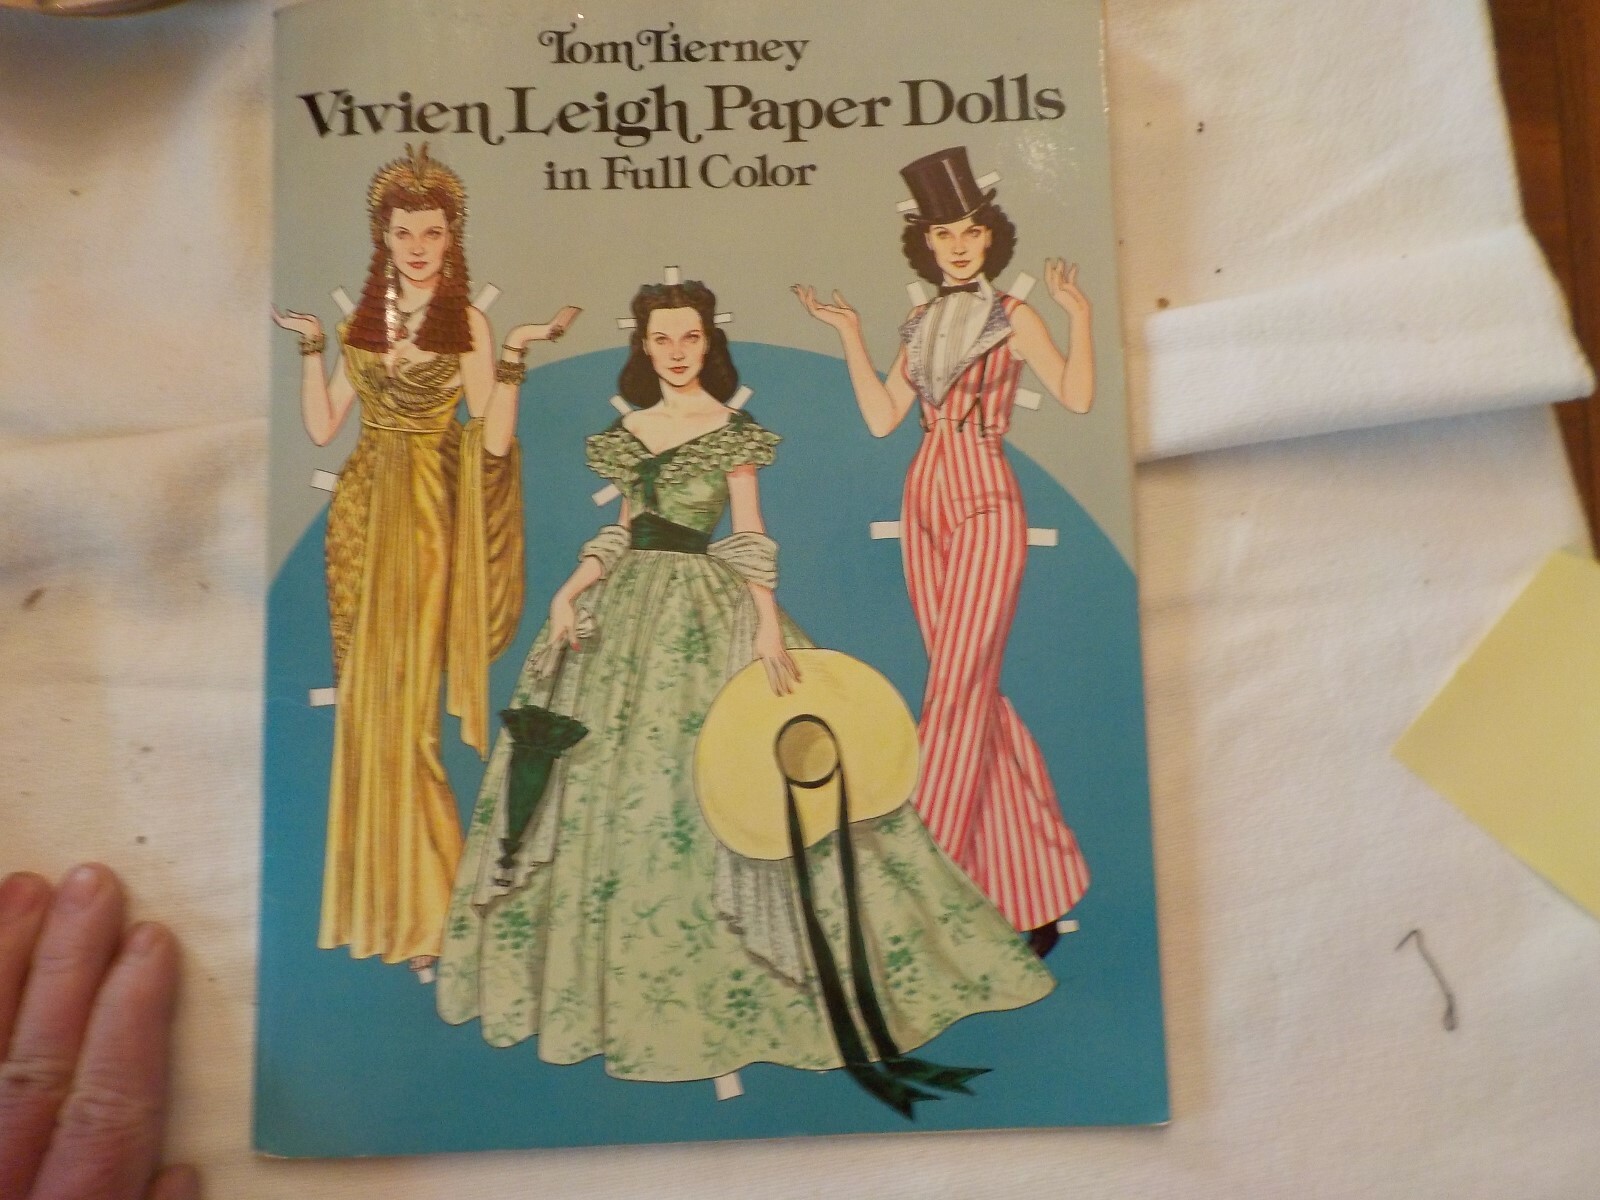 Tom Tierney
Vivien Leigh Paper Dolls
in Full Color